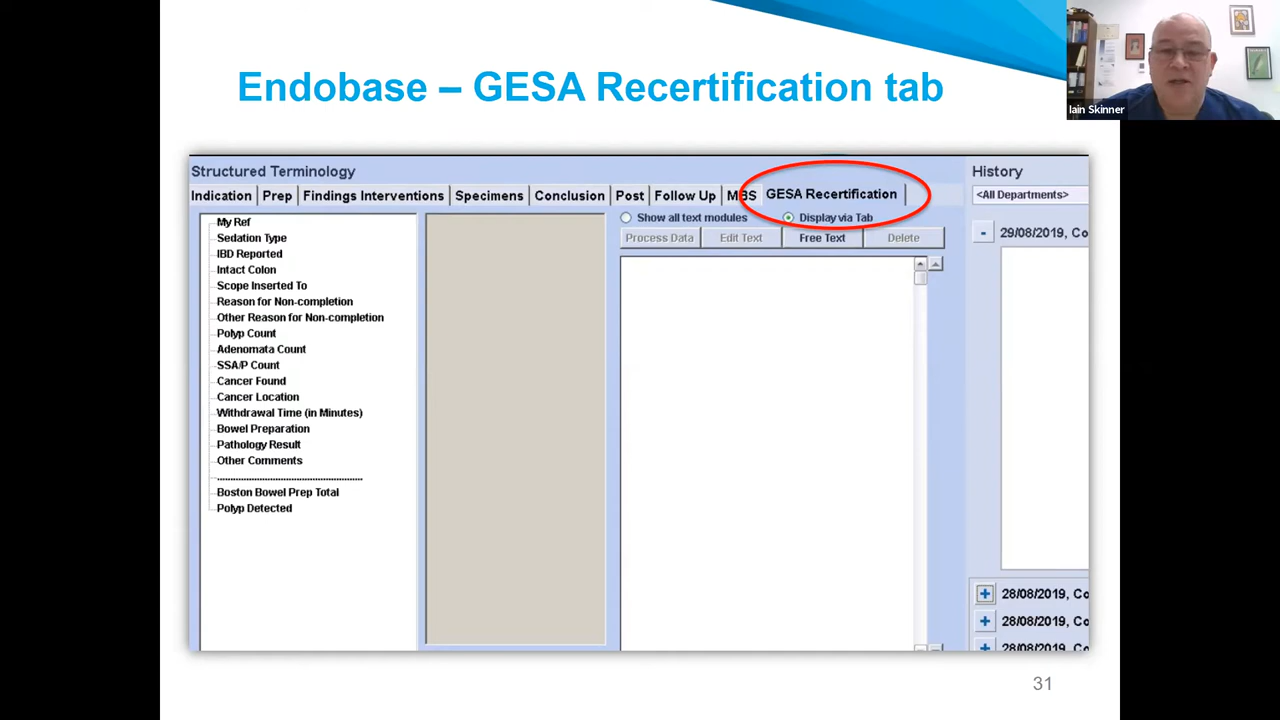 Endobase – GESA Recertification tab
Iain Skinner
Structured Terminology
Indication Prep Findings Interventions Specimens Conclusion Post Follow Up MBS GESA Recertification
My Ref
Sedation Type
IBD Reported
Intact Colon
Scope Inserted To
Reason for Non-completion
Other Reason for Non-completion
Polyp Count
Adenomata Count
SSA/P Count
Cancer Found
Cancer Location
Withdrawal Time (in Minutes)
Bowel Preparation
Pathology Result
Other Comments
Boston Bowel Prep Total
Polyp Detected
Show all text modules Display via Tab
Process Data Edit Text Free Text Delete
History
<All Departments>
- 29/08/2019, Co
+ 28/08/2019, Co
+ 28/08/2019, Co
+ 28/08/2019, Co
31